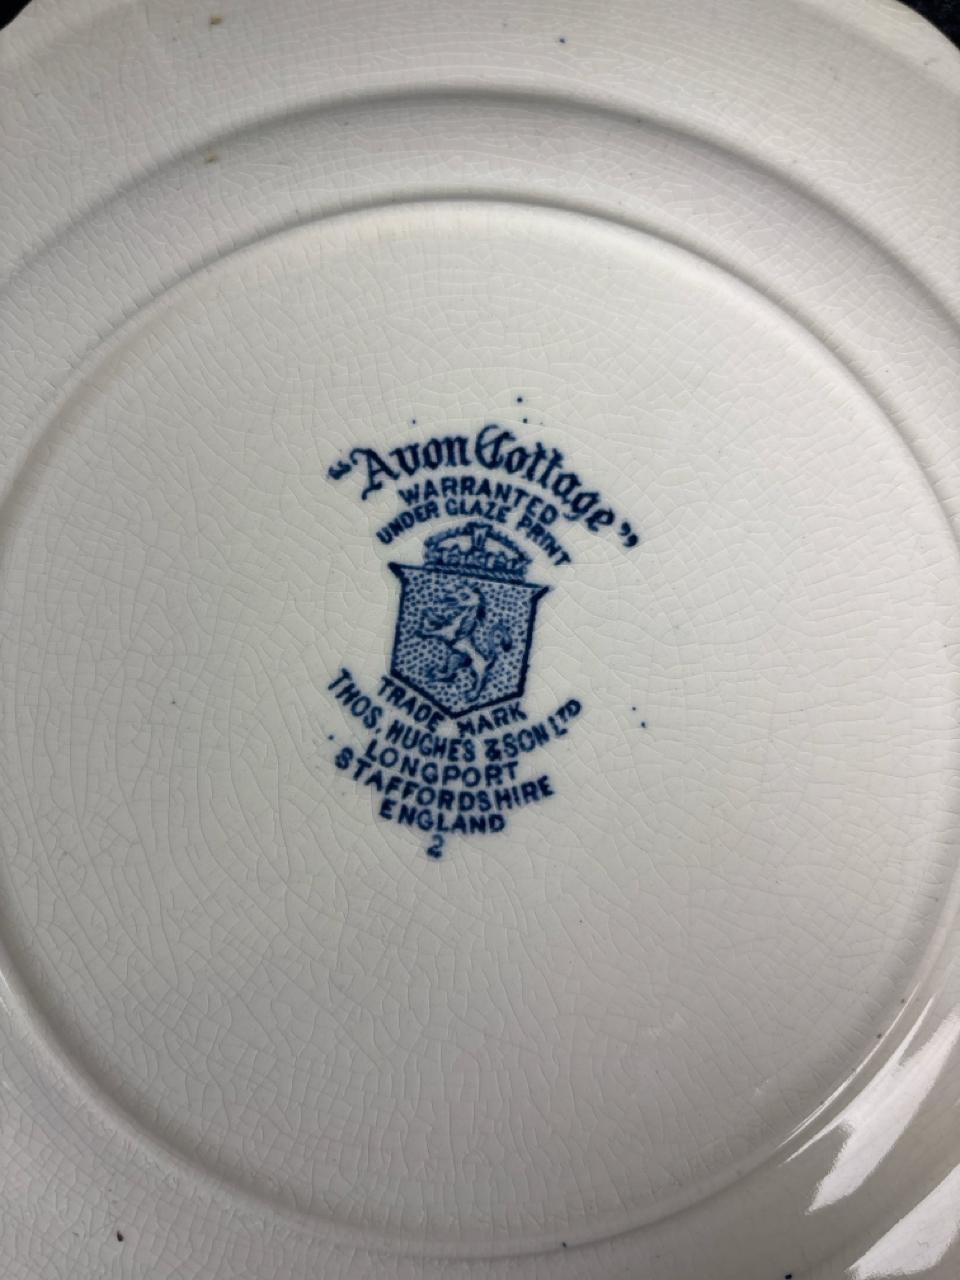 "Avon Cottage"
WARRANTED
UNDER GLAZE PRINT
TRADE MARK
THOS. HUGHES & SON LTD
LONGPORT
STAFFORDSHIRE
ENGLAND
2